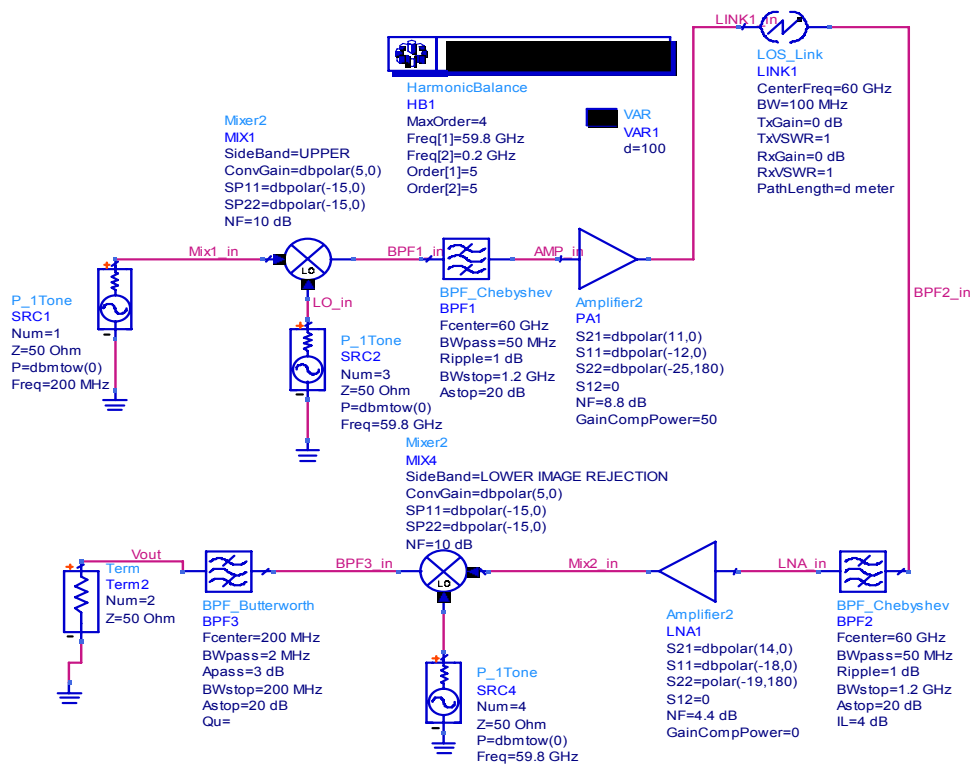 LINK1_in
LOS_Link
LINK1
CenterFreq=60 GHz
BW=100 MHz
TxGain=0 dB
TxVSWR=1
RxGain=0 dB
RxVSWR=1
PathLength=d meter
HarmonicBalance
HB1
MaxOrder=4
Freq[1]=59.8 GHz
Freq[2]=0.2 GHz
Order[1]=5
Order[2]=5
VAR
VAR1
d=100
Mixer2
MIX1
SideBand=UPPER
ConvGain=dbpolar(5,0)
SP11=dbpolar(-15,0)
SP22=dbpolar(-15,0)
NF=10 dB
Mix1_in
LO
BPF1_in
AMP_in
BPF2_in
P_1Tone
SRC1
Num=1
Z=50 Ohm
P=dbmtow(0)
Freq=200 MHz
LO_in
P_1Tone
SRC2
Num=3
Z=50 Ohm
P=dbmtow(0)
Freq=59.8 GHz
BPF_Chebyshev
BPF1
Fcenter=60 GHz
BWpass=50 MHz
Ripple=1 dB
BWstop=1.2 GHz
Astop=20 dB
Amplifier2
PA1
S21=dbpolar(11,0)
S11=dbpolar(-12,0)
S22=dbpolar(-25,180)
S12=0
NF=8.8 dB
GainCompPower=50
Mixer2
MIX4
SideBand=LOWER IMAGE REJECTION
ConvGain=dbpolar(5,0)
SP11=dbpolar(-15,0)
SP22=dbpolar(-15,0)
NF=10 dB
Vout
BPF3_in
LO
Mix2_in
LNA_in
Term
Term2
Num=2
Z=50 Ohm
BPF_Butterworth
BPF3
Fcenter=200 MHz
BWpass=2 MHz
Apass=3 dB
BWstop=200 MHz
Astop=20 dB
Qu=
P_1Tone
SRC4
Num=4
Z=50 Ohm
P=dbmtow(0)
Freq=59.8 GHz
Amplifier2
LNA1
S21=dbpolar(14,0)
S11=dbpolar(-18,0)
S22=polar(-19,180)
S12=0
NF=4.4 dB
GainCompPower=0
BPF_Chebyshev
BPF2
Fcenter=60 GHz
BWpass=50 MHz
Ripple=1 dB
BWstop=1.2 GHz
Astop=20 dB
IL=4 dB